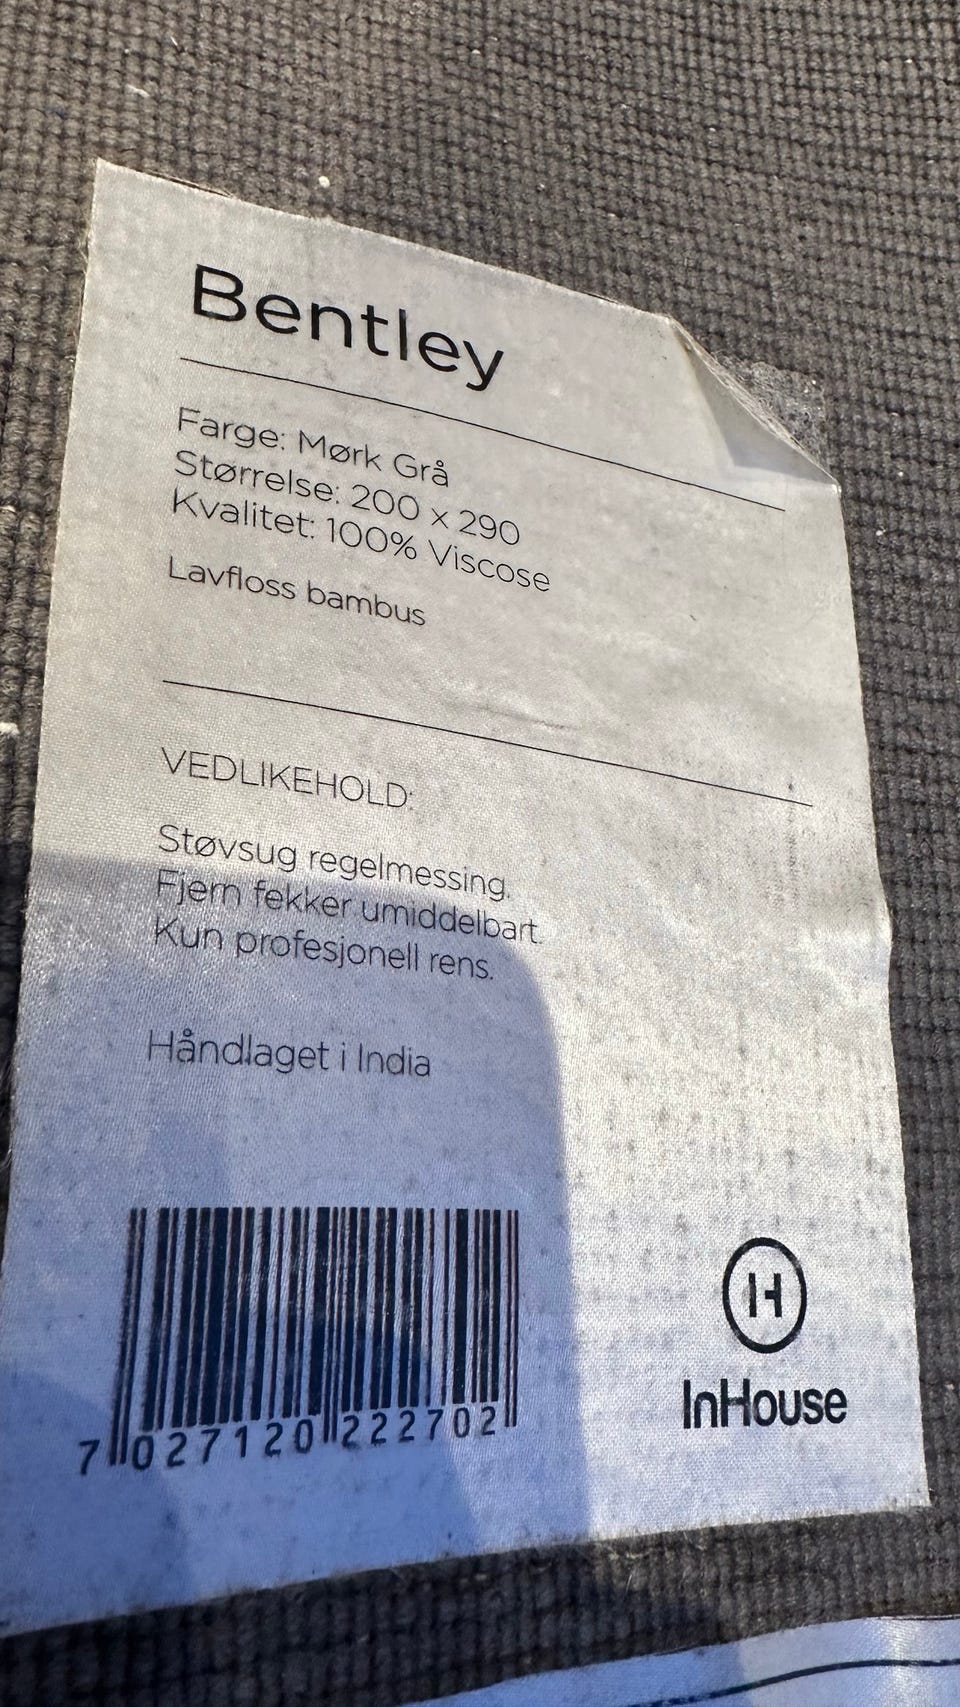 Bentley
Farge: Mørk Grå
Størrelse: 200 x 290
Kvalitet: 100% Viscose
Lavfloss bambus
VEDLIKEHOLD:
Støvsug regelmessing.
Fjern fekker umiddelbart.
Kun profesjonell rens.
Håndlaget i India
7 027120 222702
H
InHouse